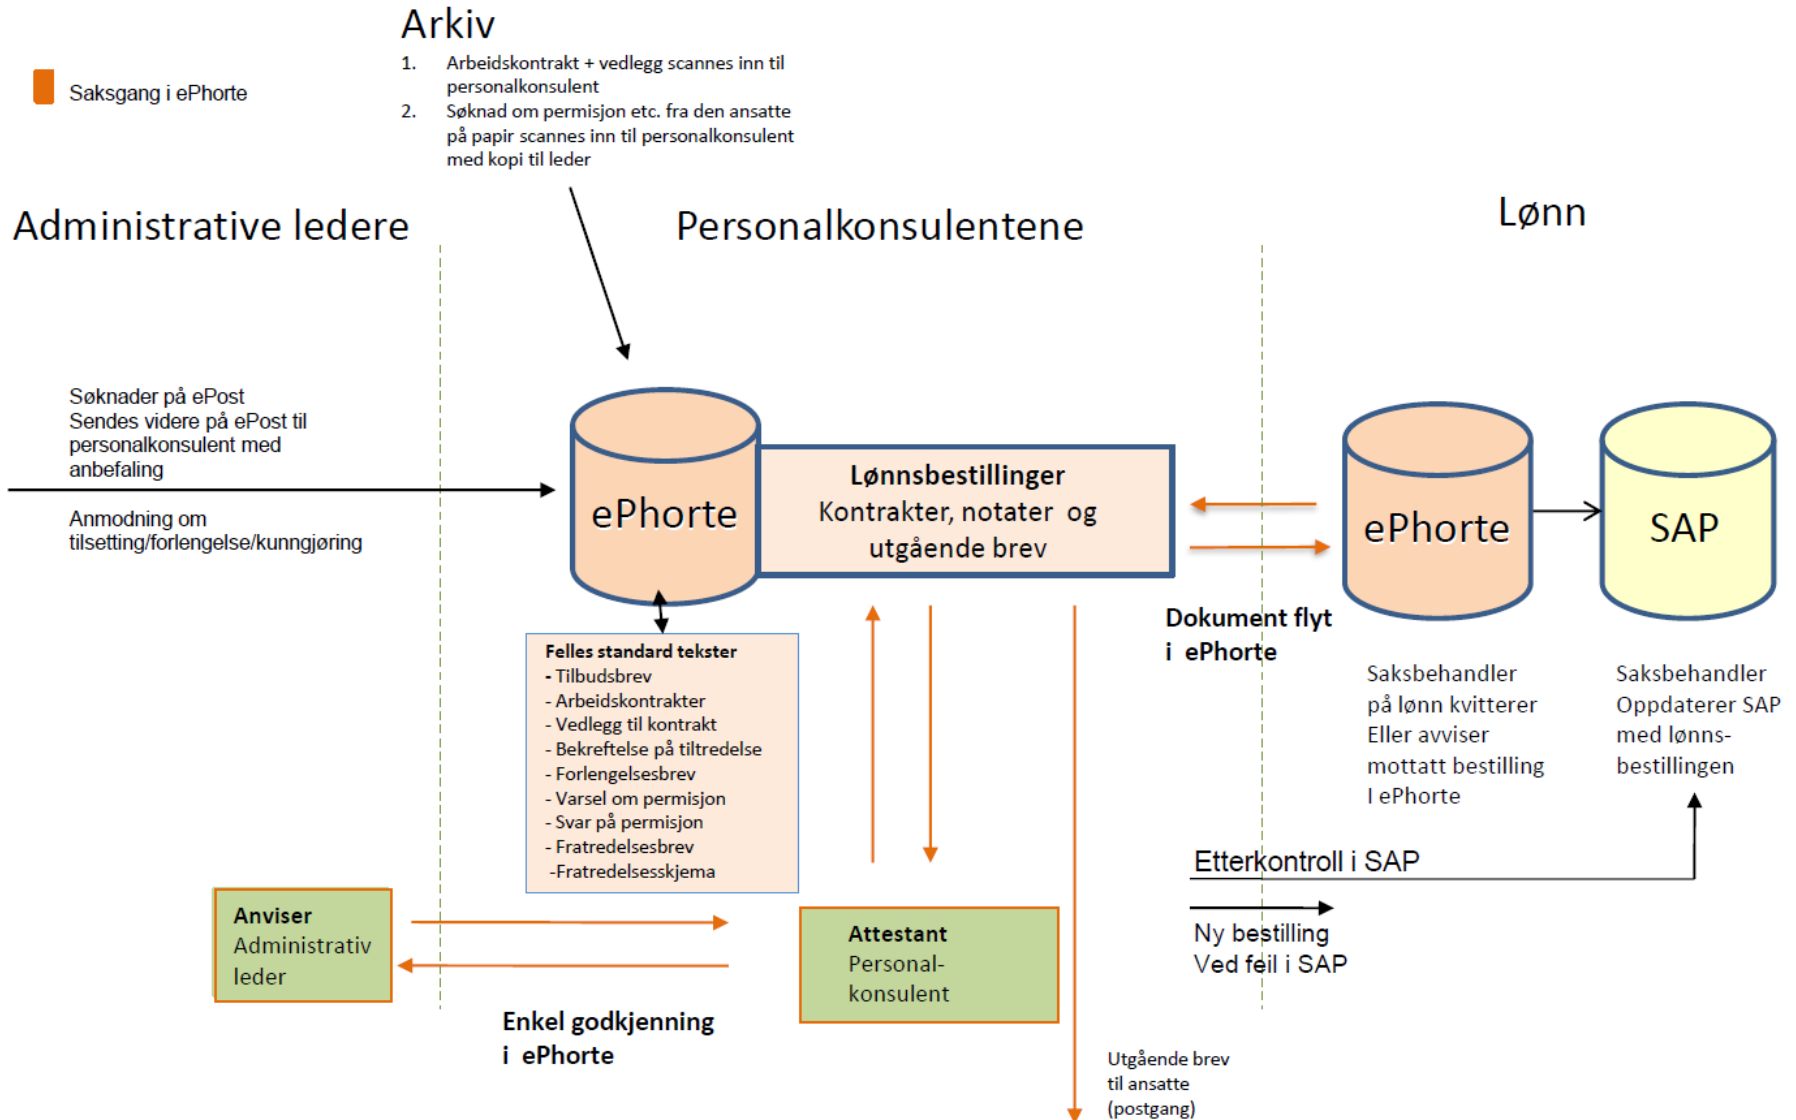 Arkiv
1. Arbeidskontrakt + vedlegg scannes inn til
personalkonsulent
2. Søknad om permisjon etc. fra den ansatte
på papir scannes inn til personalkonsulent
med kopi til leder
Saksgang i ePhorte
Administrative ledere
Personalkonsulentene
Lønn
Søknader på ePost
Sendes videre på ePost til
personalkonsulent med
anbefaling
Anmodning om
tilsetting/forlengelse/kunngjøring
ePhorte
Lønnsbestillinger
Kontrakter, notater og
utgående brev
ePhorte
SAP
Dokument flyt
i ePhorte
Felles standard tekster
- Tilbudsbrev
- Arbeidskontrakter
- Vedlegg til kontrakt
- Bekreftelse på tiltredelse
- Forlengelsesbrev
- Varsel om permisjon
- Svar på permisjon
- Fratredelsesbrev
-Fratredelsesskjema
Saksbehandler
på lønn kvitterer
Eller avviser
mottatt bestilling
I ePhorte
Saksbehandler
Oppdaterer SAP
med lønns-
bestillingen
Etterkontroll i SAP
Ny bestilling
Ved feil i SAP
Anviser
Administrativ
leder
Attestant
Personal-
konsulent
Enkel godkjenning
i ePhorte
Utgående brev
til ansatte
(postgang)